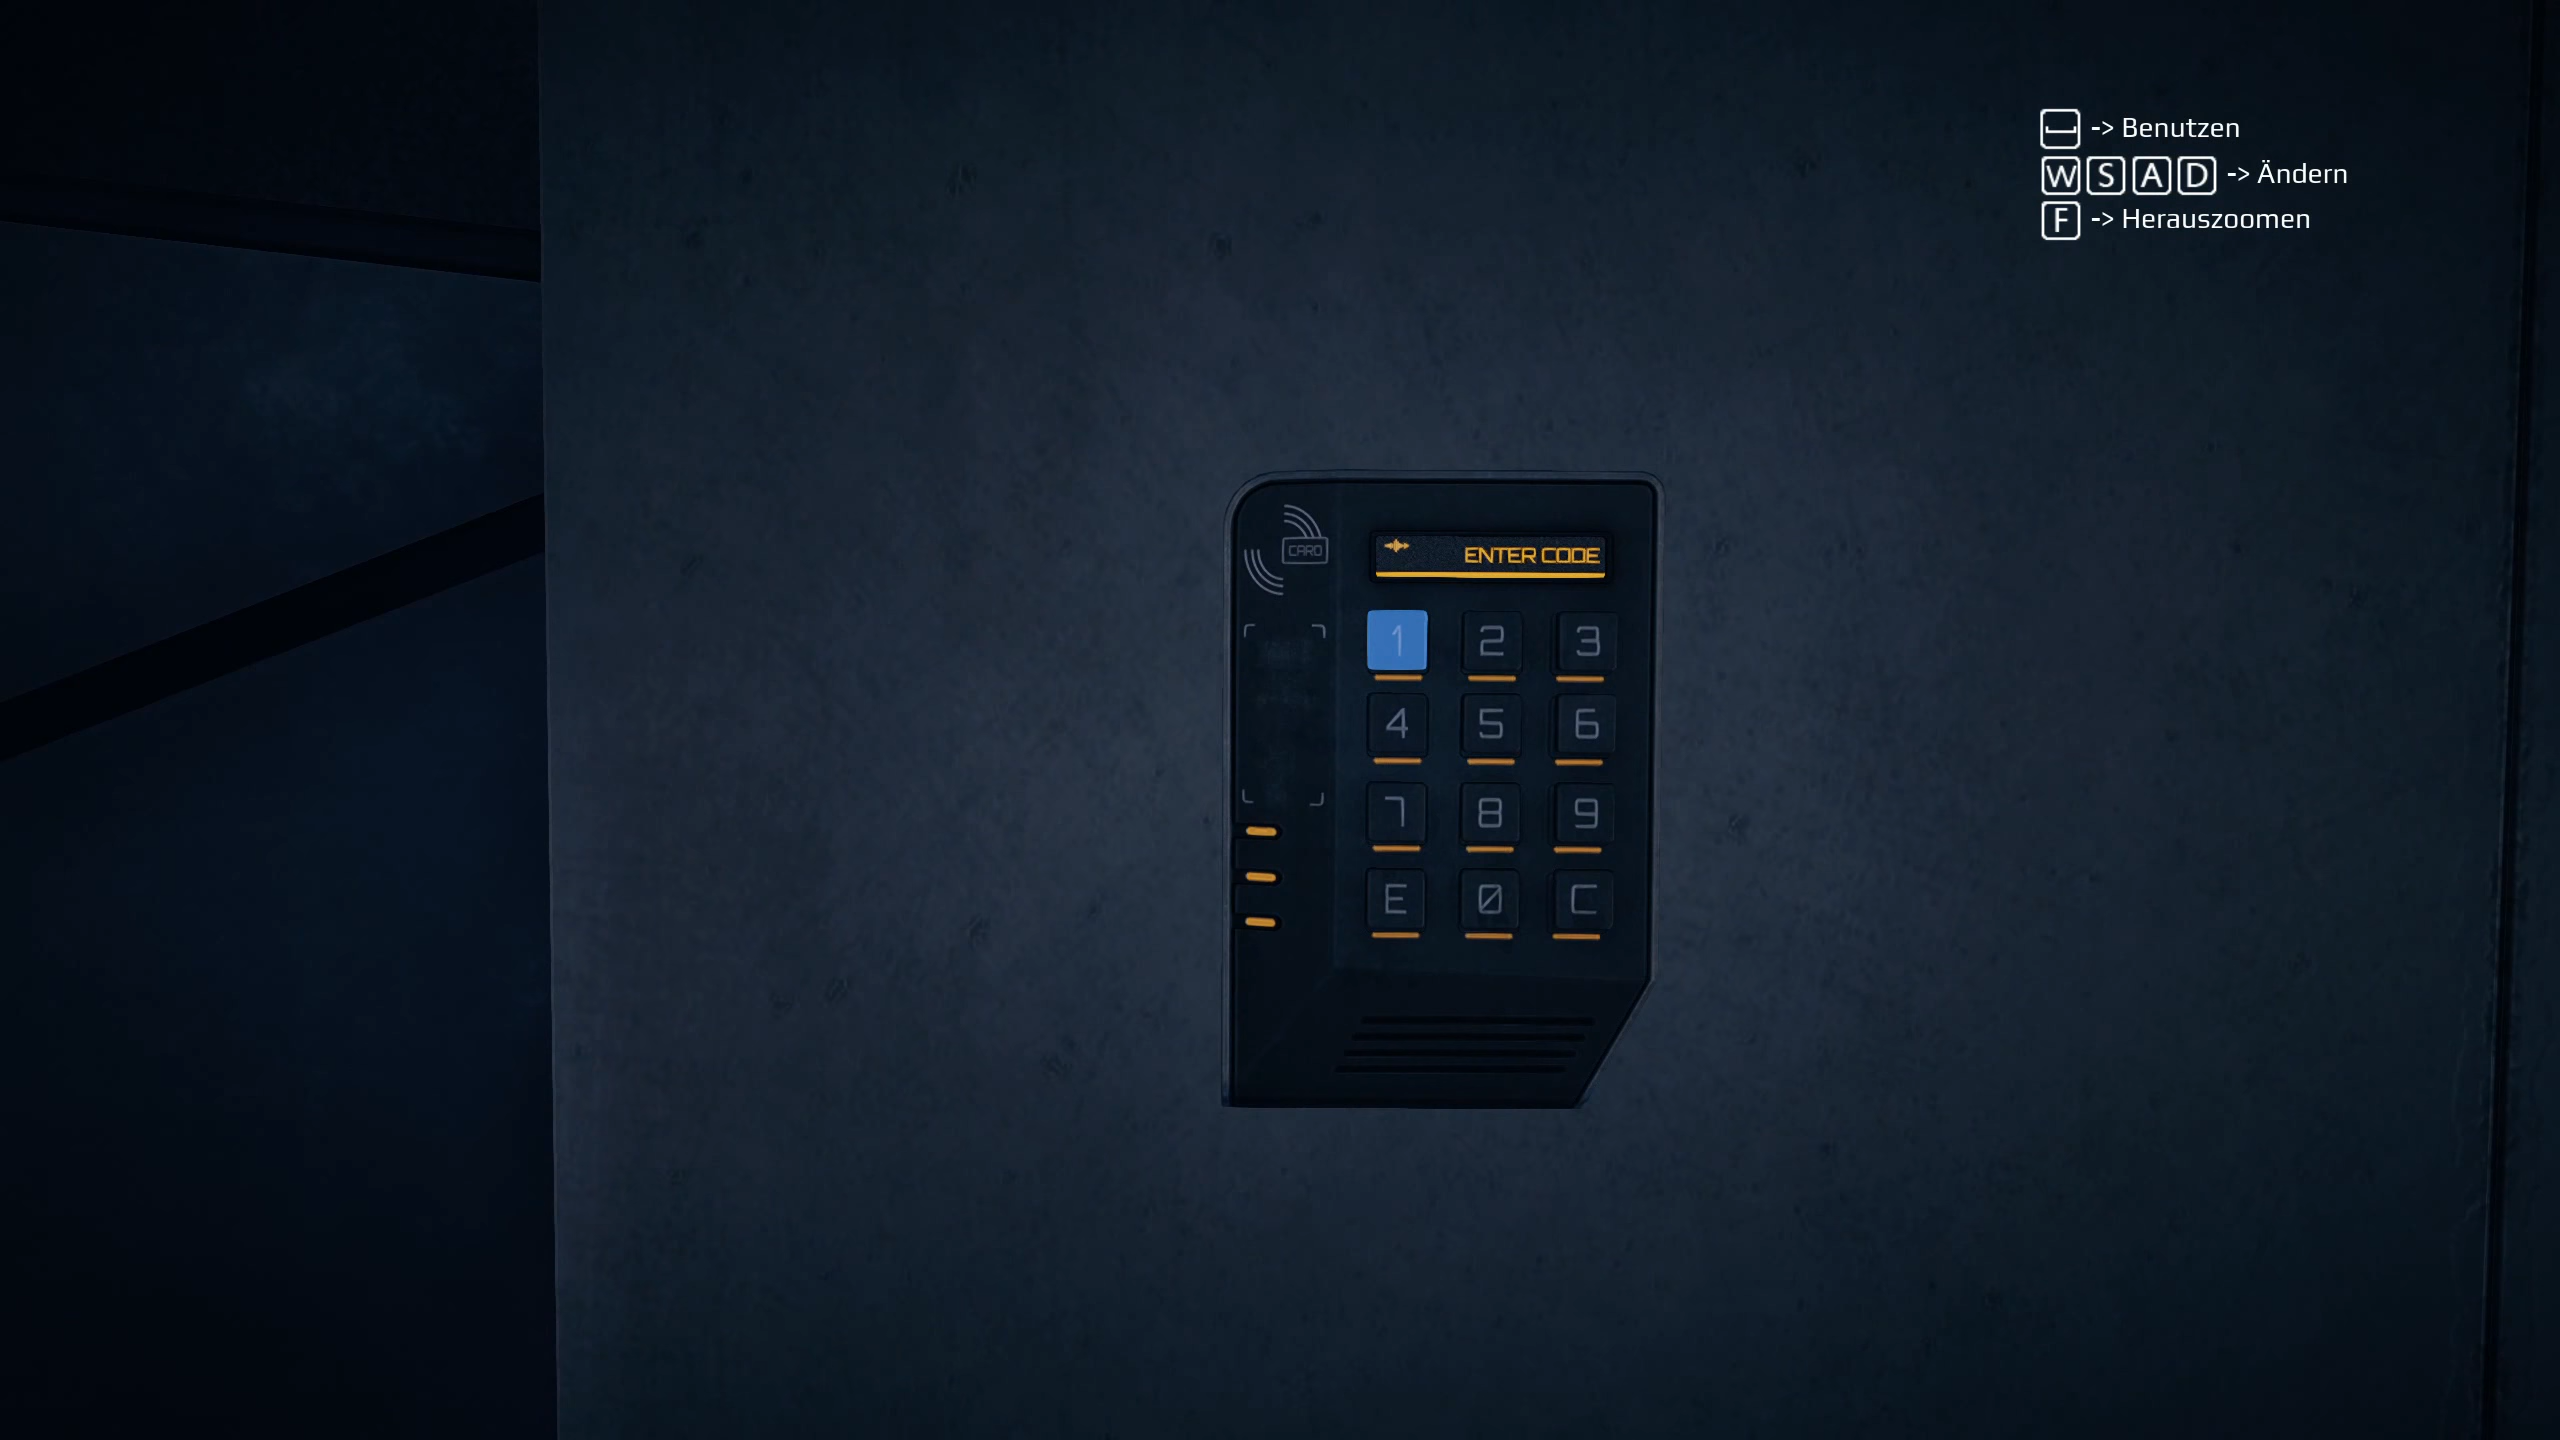 -> Benutzen
W S A D -> Ändern
F -> Herauszoomen
CARD
ENTER CODE
1 2 3
4 5 6
7 8 9
E 0 C